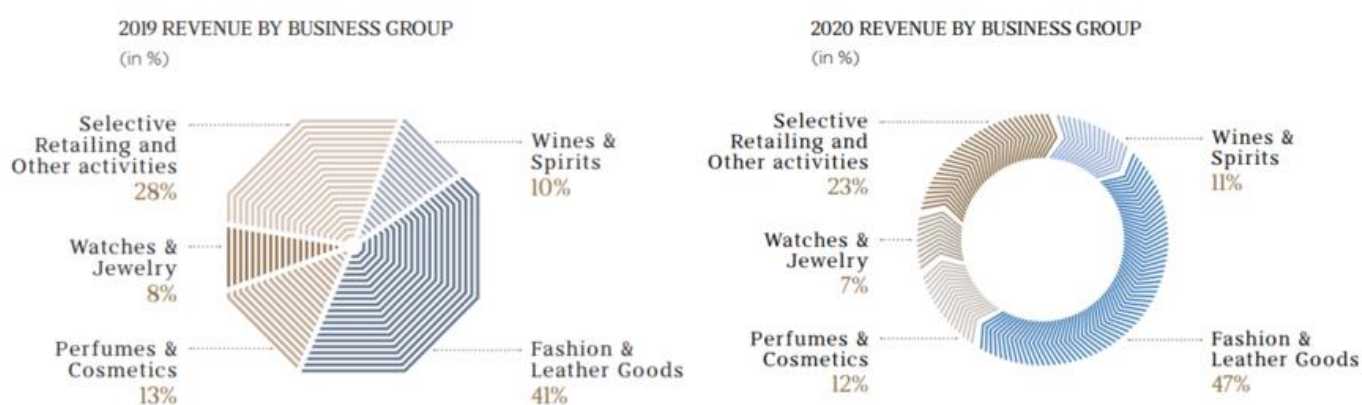 2019 REVENUE BY BUSINESS GROUP
(in %)
Selective
Retailing and
Other activities
28%
Wines &
Spirits
10%
Watches &
Jewelry
8%
Perfumes &
Cosmetics
13%
Fashion &
Leather Goods
41%
2020 REVENUE BY BUSINESS GROUP
(in %)
Selective
Retailing and
Other activities
23%
Wines &
Spirits
11%
Watches &
Jewelry
7%
Perfumes &
Cosmetics
12%
Fashion &
Leather Goods
47%